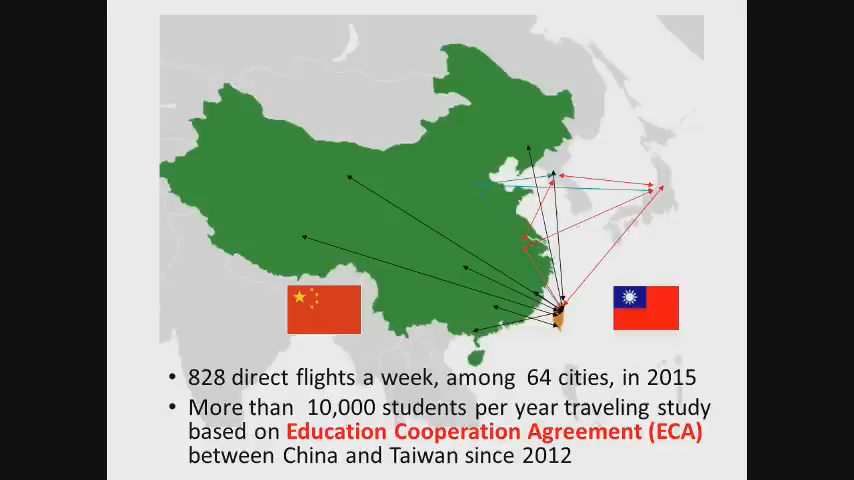 • 828 direct flights a week, among 64 cities, in 2015
• More than 10,000 students per year traveling study
based on Education Cooperation Agreement (ECA)
between China and Taiwan since 2012